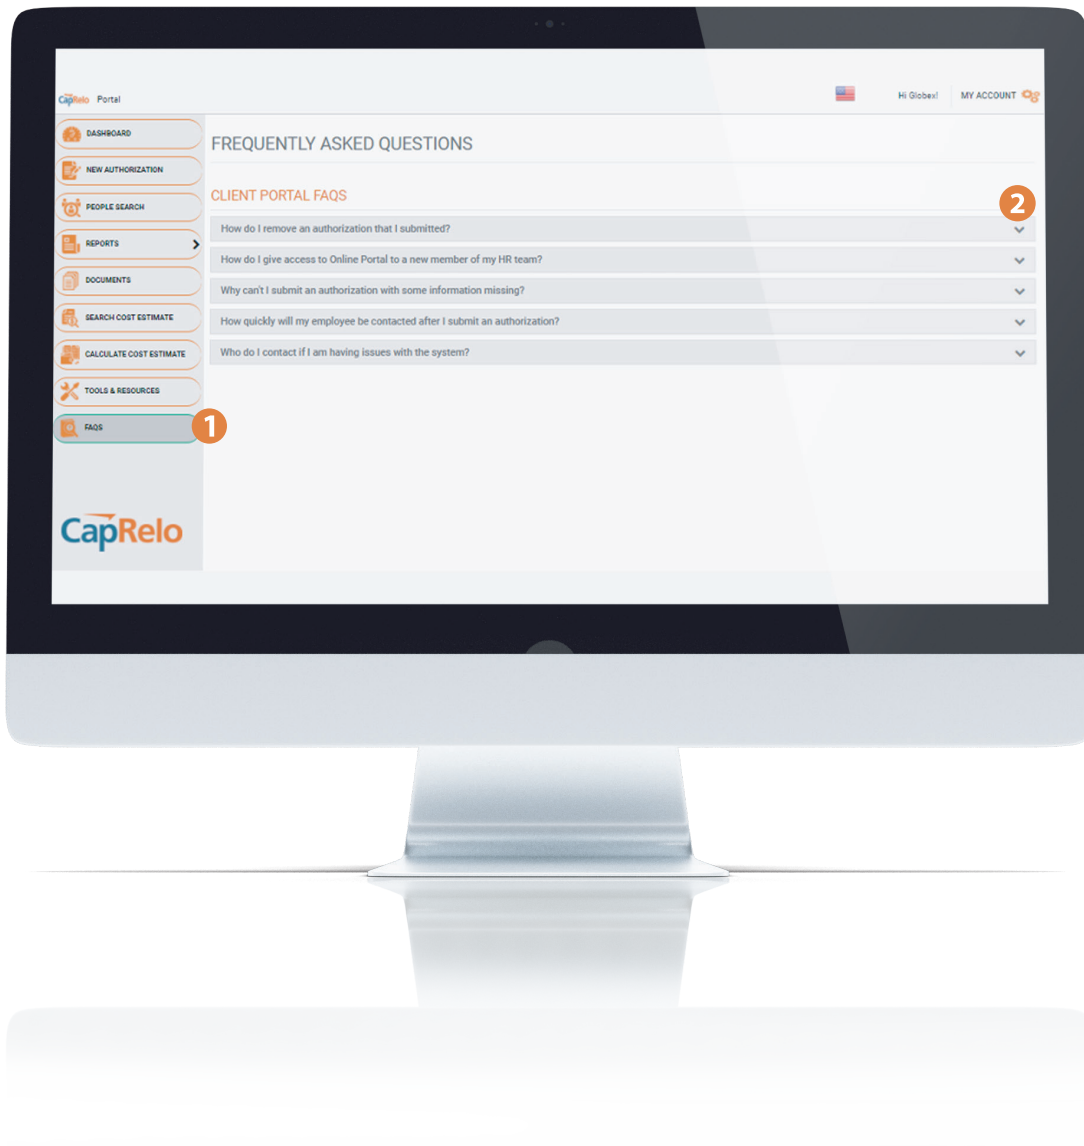 CapRelo Portal
Hi Globex!
MY ACCOUNT
DASHBOARD
NEW AUTHORIZATION
PEOPLE SEARCH
REPORTS
DOCUMENTS
SEARCH COST ESTIMATE
CALCULATE COST ESTIMATE
TOOLS & RESOURCES
FAQS
1
CapRelo
FREQUENTLY ASKED QUESTIONS
CLIENT PORTAL FAQS
2
How do I remove an authorization that I submitted?
How do I give access to Online Portal to a new member of my HR team?
Why can't I submit an authorization with some information missing?
How quickly will my employee be contacted after I submit an authorization?
Who do I contact if I am having issues with the system?